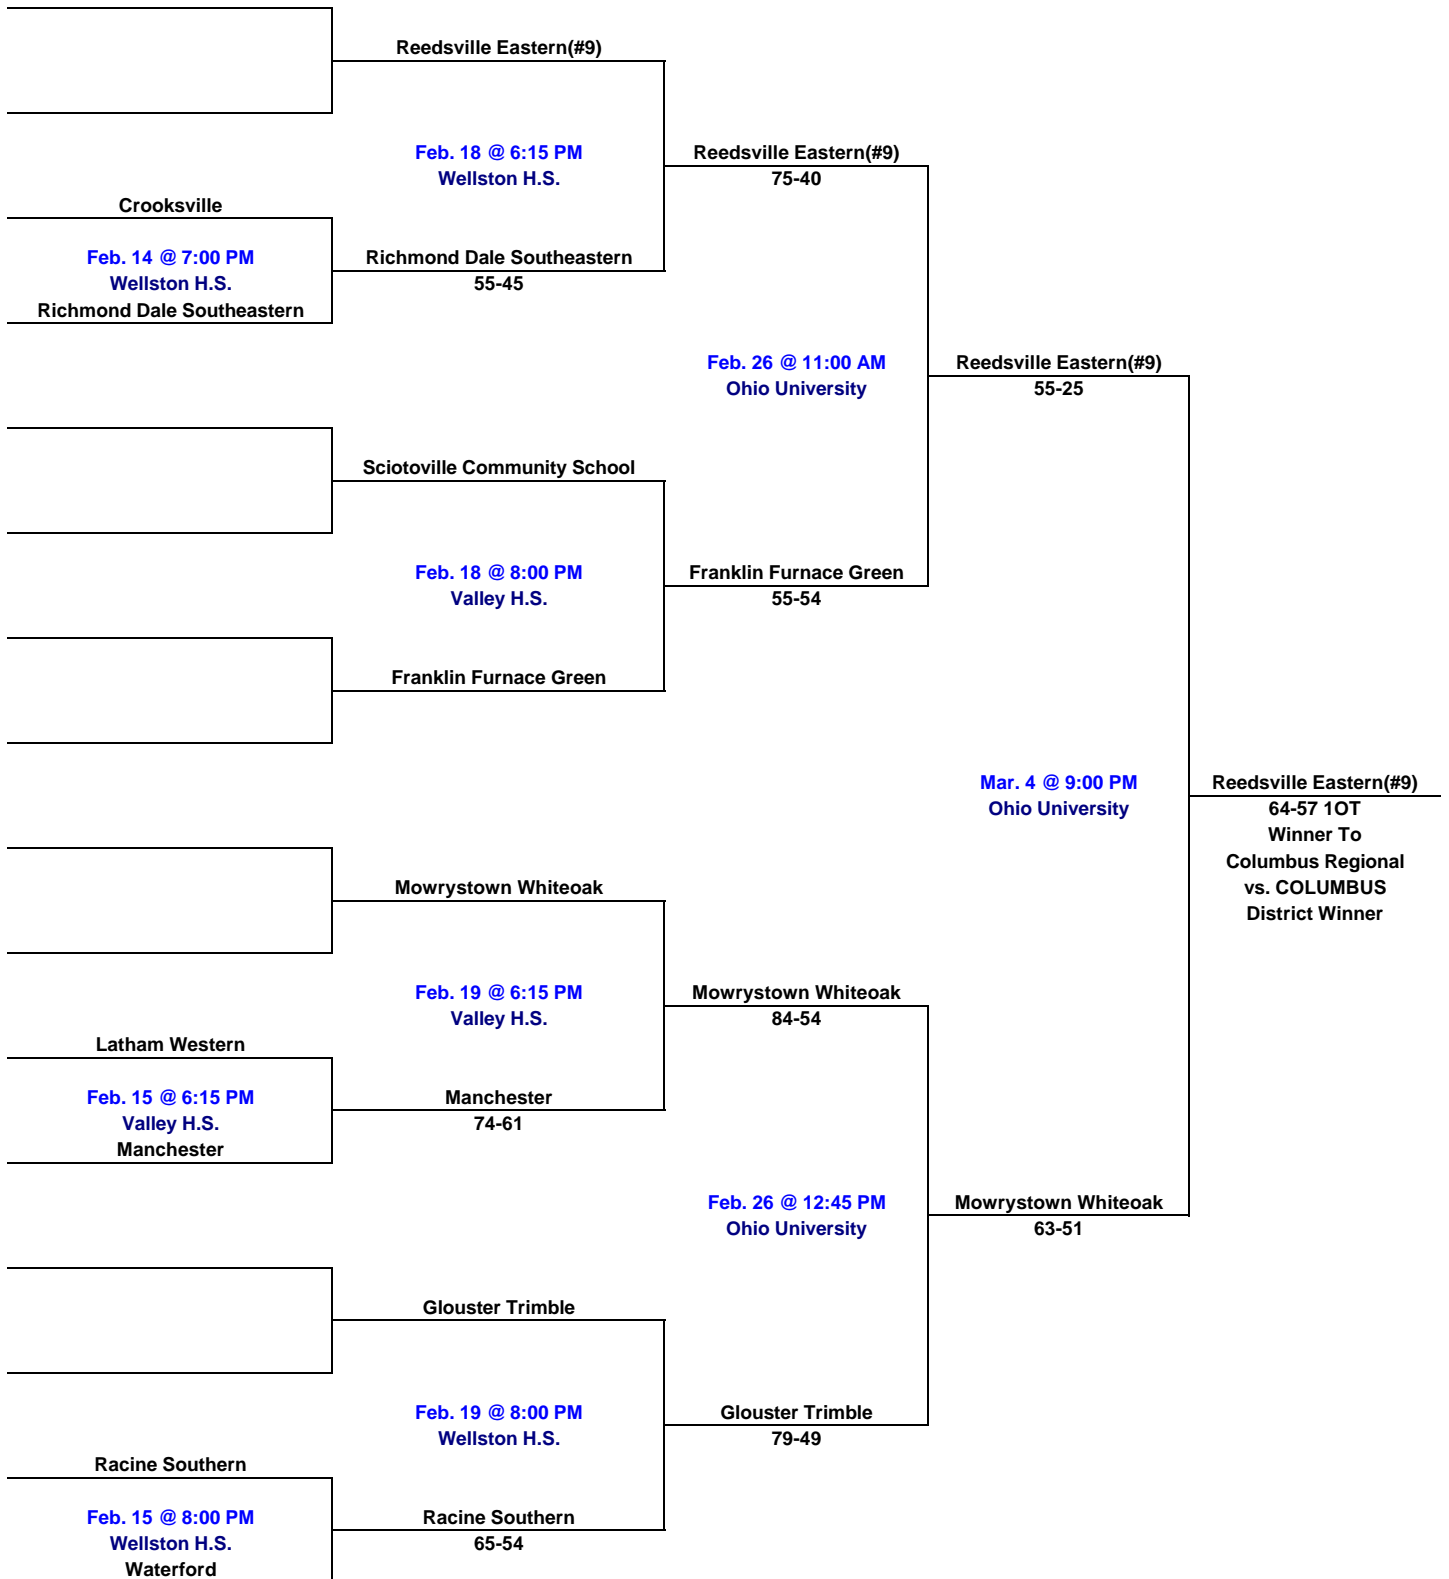 Reedsville Eastern(#9)
Feb. 18 @ 6:15 PM
Wellston H.S.
Reedsville Eastern(#9)
75-40
Crooksville
Feb. 14 @ 7:00 PM
Wellston H.S.
Richmond Dale Southeastern
Richmond Dale Southeastern
55-45
Feb. 26 @ 11:00 AM
Ohio University
Reedsville Eastern(#9)
55-25
Sciotoville Community School
Feb. 18 @ 8:00 PM
Valley H.S.
Franklin Furnace Green
55-54
Franklin Furnace Green
Mar. 4 @ 9:00 PM
Ohio University
Reedsville Eastern(#9)
64-57 1OT
Winner To
Columbus Regional
vs. COLUMBUS
District Winner
Mowrystown Whiteoak
Feb. 19 @ 6:15 PM
Valley H.S.
Mowrystown Whiteoak
84-54
Latham Western
Feb. 15 @ 6:15 PM
Valley H.S.
Manchester
Manchester
74-61
Feb. 26 @ 12:45 PM
Ohio University
Mowrystown Whiteoak
63-51
Glouster Trimble
Feb. 19 @ 8:00 PM
Wellston H.S.
Glouster Trimble
79-49
Racine Southern
Feb. 15 @ 8:00 PM
Wellston H.S.
Waterford
Racine Southern
65-54